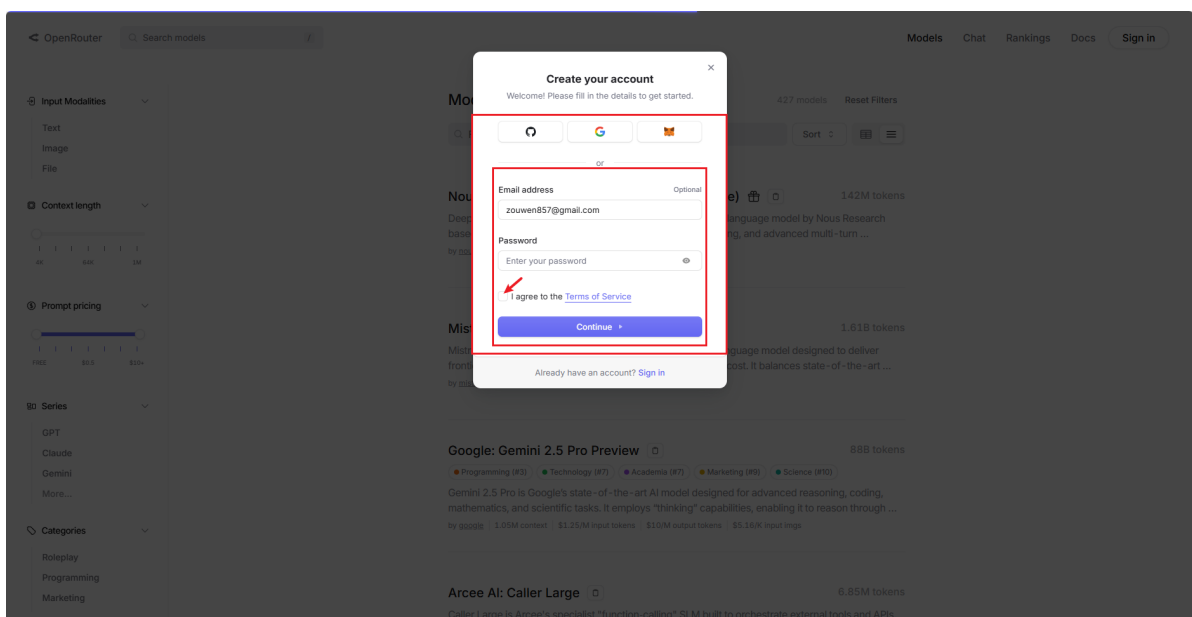 OpenRouter
Search models
/
Models
Chat
Rankings
Docs
Sign in
Input Modalities
Text
Image
File
Context length
4K 64K 1M
Prompt pricing
FREE $0.5 $10+
Series
GPT
Claude
Gemini
More...
Categories
Roleplay
Programming
Marketing
427 models
Reset Filters
Sort
Create your account
Welcome! Please fill in the details to get started.
or
Email address
Optional
zouwen857@gmail.com
Password
Enter your password
I agree to the Terms of Service
Continue
Already have an account? Sign in
142M tokens
language model by Nous Research
and advanced multi-turn ...
1.61B tokens
language model designed to deliver
cost. It balances state-of-the-art ...
Google: Gemini 2.5 Pro Preview
88B tokens
Programming (#3) Technology (#7) Academia (#7) Marketing (#9) Science (#10)
Gemini 2.5 Pro is Google's state-of-the-art AI model designed for advanced reasoning, coding,
mathematics, and scientific tasks. It employs "thinking" capabilities, enabling it to reason through ...
by google 1.05M context $1.25/M input tokens $10/M output tokens $5.16/K input imgs
Arcee AI: Caller Large
6.85M tokens
Caller Large is Arcee's specialist "function-calling" SLM built to orchestrate external tools and APIs.